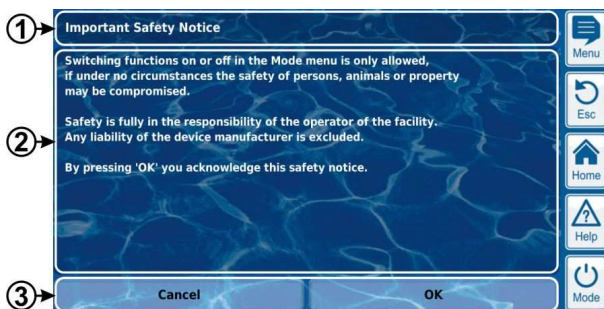 1
Important Safety Notice
2
Switching functions on or off in the Mode menu is only allowed,
if under no circumstances the safety of persons, animals or property
may be compromised.
Safety is fully in the responsibility of the operator of the facility.
Any liability of the device manufacturer is excluded.
By pressing 'OK' you acknowledge this safety notice.
3
Cancel
OK
Menu
Esc
Home
Help
Mode